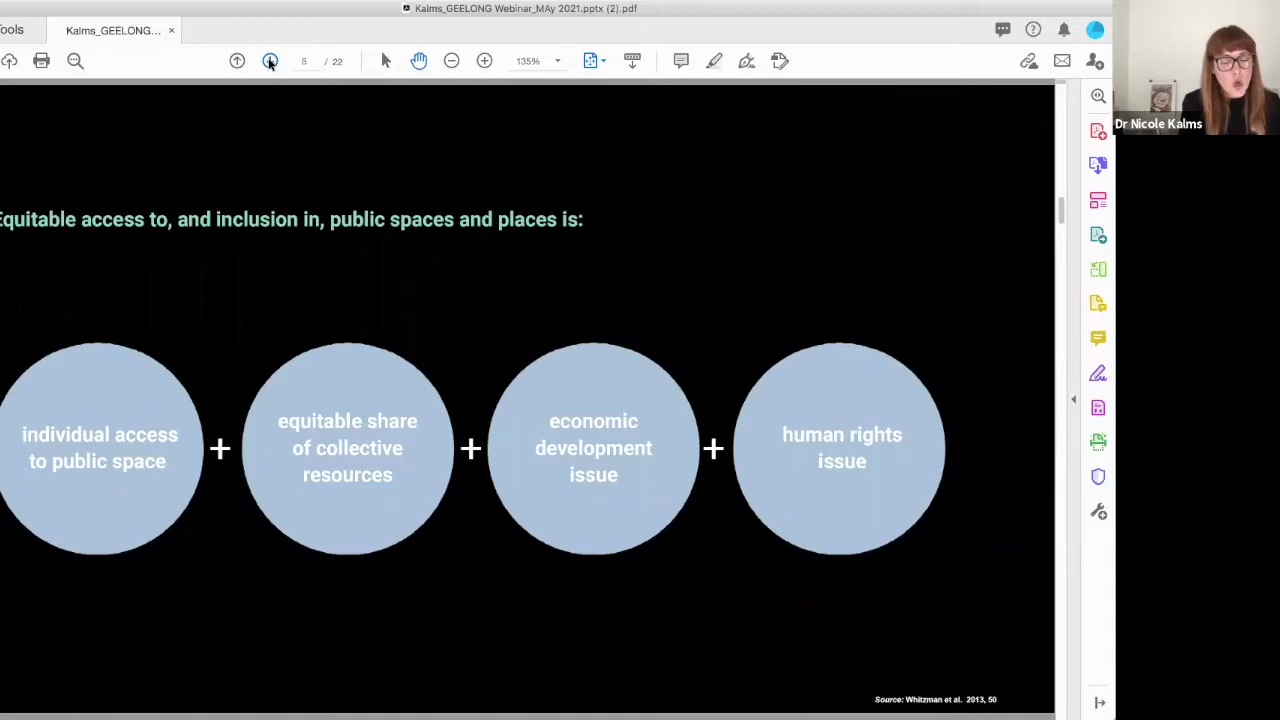 Kalms_GEELONG Webinar_MAy 2021.pptx (2).pdf
ools
Kalms_GEELONG... ×
5 / 22
135%
Dr Nicole Kalms
Equitable access to, and inclusion in, public spaces and places is:
individual access
to public space
+
equitable share
of collective
resources
+
economic
development
issue
+
human rights
issue
Source: Whitzman et al. 2013, 50